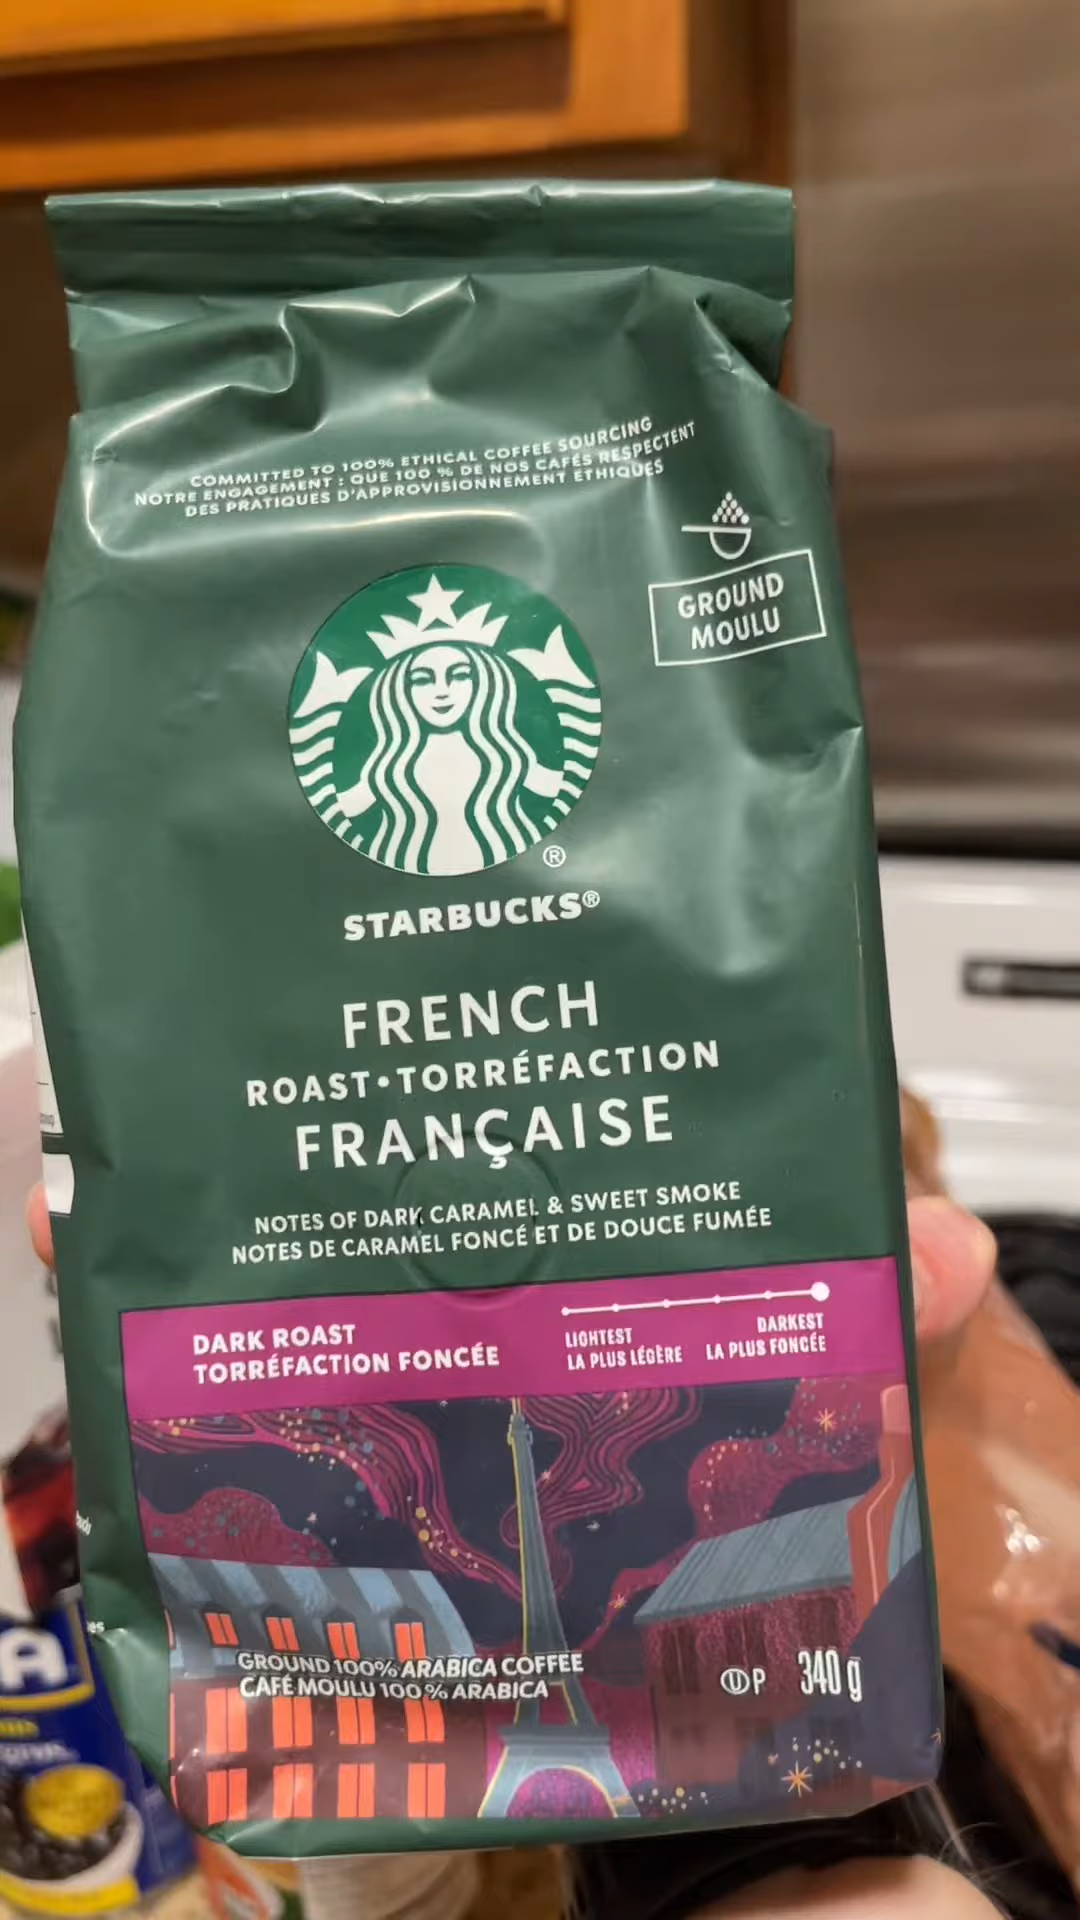 COMMITTED TO 100% ETHICAL COFFEE SOURCING
NOTRE ENGAGEMENT : QUE 100 % DE NOS CAFÉS RESPECTENT
DES PRATIQUES D'APPROVISIONNEMENT ÉTHIQUES
GROUND
MOULU
®
STARBUCKS®
FRENCH
ROAST•TORRÉFACTION
FRANÇAISE
NOTES OF DARK CARAMEL & SWEET SMOKE
NOTES DE CARAMEL FONCÉ ET DE DOUCE FUMÉE
DARK ROAST
TORRÉFACTION FONCÉE
LIGHTEST
LA PLUS LÉGÈRE
DARKEST
LA PLUS FONCÉE
GROUND 100% ARABICA COFFEE
CAFÉ MOULU 100 % ARABICA
Ⓤ P 340 g
A